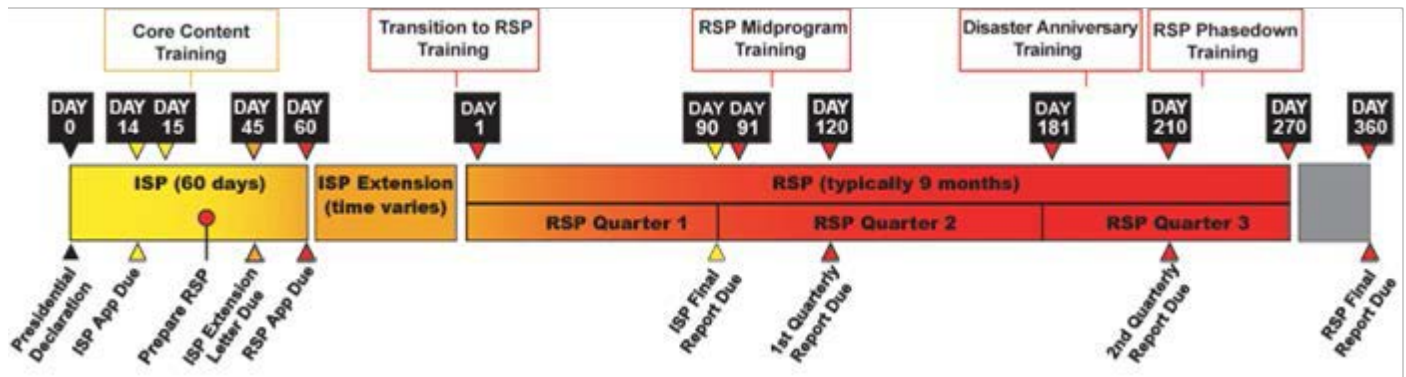 Core Content
Training
Transition to RSP
Training
RSP Midprogram
Training
Disaster Anniversary
Training
RSP Phasedown
Training
DAY
0
DAY
14
DAY
15
DAY
45
DAY
60
DAY
1
DAY
90
DAY
91
DAY
120
DAY
181
DAY
210
DAY
270
DAY
360
ISP (60 days)
ISP Extension
(time varies)
RSP (typically 9 months)
RSP Quarter 1
RSP Quarter 2
RSP Quarter 3
Presidential
Declaration
ISP App Due
Prepare RSP
ISP Extension
Letter Due
RSP App Due
ISP Final
Report Due
1st Quarterly
Report Due
2nd Quarterly
Report Due
RSP Final
Report Due